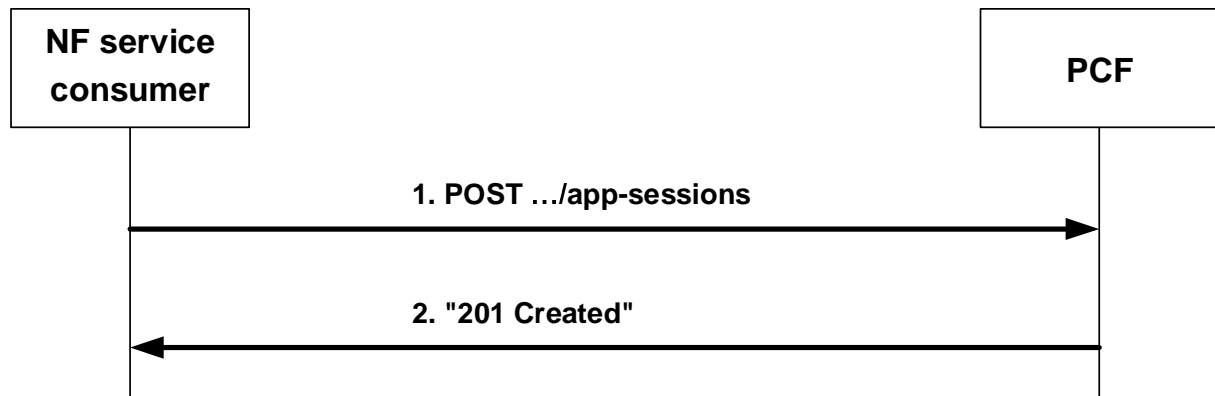 NF service
consumer
PCF
1. POST …/app-sessions
2. "201 Created"